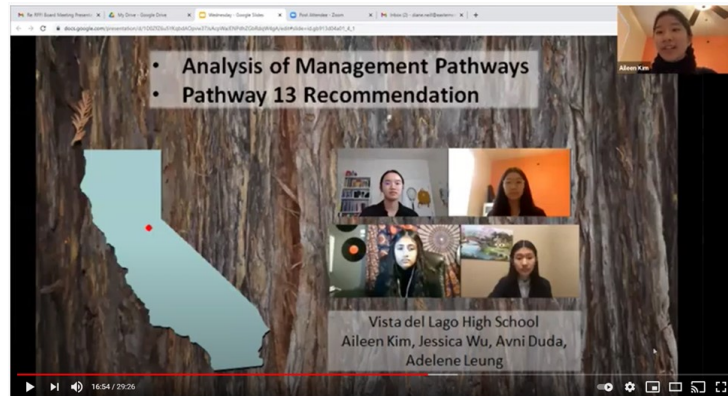 My Drive - Google Drive
Wednesday - Google Slides
Post Attendee - Zoom
Aileen Kim
• Analysis of Management Pathways
• Pathway 13 Recommendation
Vista del Lago High School
Aileen Kim, Jessica Wu, Avni Duda,
Adelene Leung
16:54 / 29:26